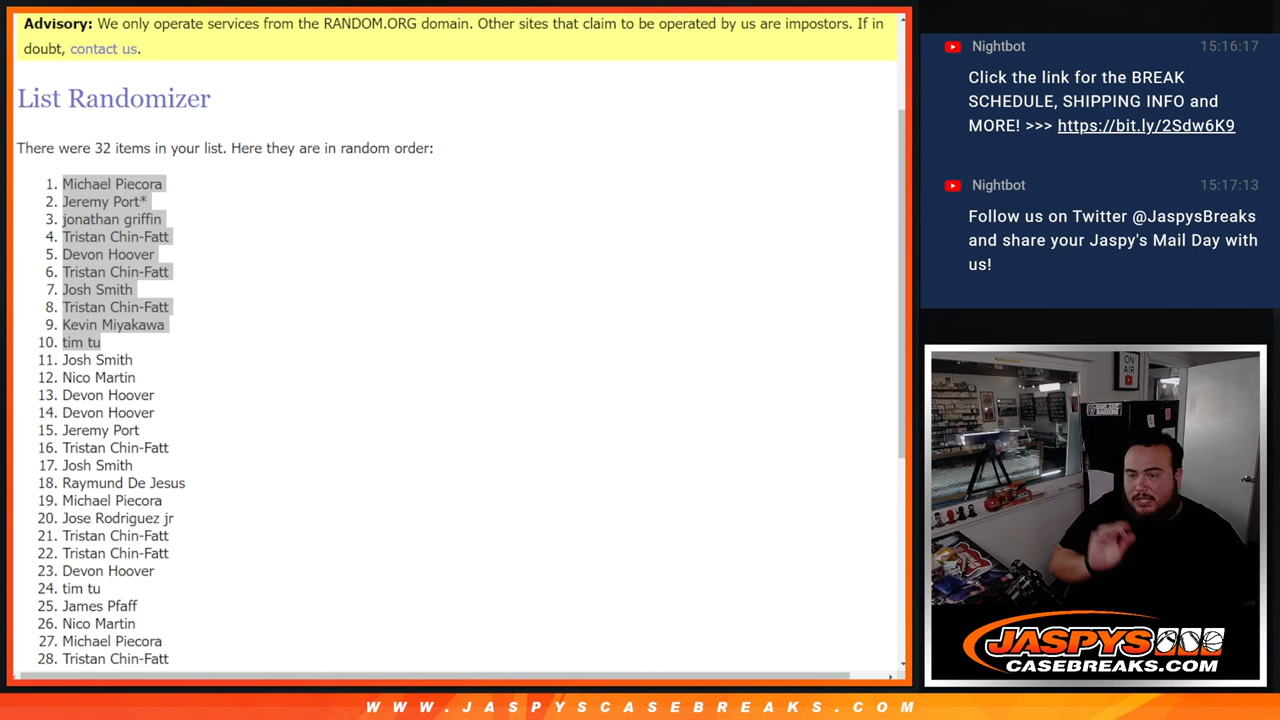 Advisory: We only operate services from the RANDOM.ORG domain. Other sites that claim to be operated by us are impostors. If in
doubt, contact us.
List Randomizer
There were 32 items in your list. Here they are in random order:
1. Michael Piecora
2. Jeremy Port*
3. jonathan griffin
4. Tristan Chin-Fatt
5. Devon Hoover
6. Tristan Chin-Fatt
7. Josh Smith
8. Tristan Chin-Fatt
9. Kevin Miyakawa
10. tim tu
11. Josh Smith
12. Nico Martin
13. Devon Hoover
14. Devon Hoover
15. Jeremy Port
16. Tristan Chin-Fatt
17. Josh Smith
18. Raymund De Jesus
19. Michael Piecora
20. Jose Rodriguez jr
21. Tristan Chin-Fatt
22. Tristan Chin-Fatt
23. Devon Hoover
24. tim tu
25. James Pfaff
26. Nico Martin
27. Michael Piecora
28. Tristan Chin-Fatt
Nightbot 15:16:17
Click the link for the BREAK
SCHEDULE, SHIPPING INFO and
MORE! >>> https://bit.ly/2Sdw6K9
Nightbot 15:17:13
Follow us on Twitter @JaspysBreaks
and share your Jaspy's Mail Day with
us!
ON
AIR
JASPYS
CASEBREAKS.COM
WWW.JASPYSCASEBREAKS.COM